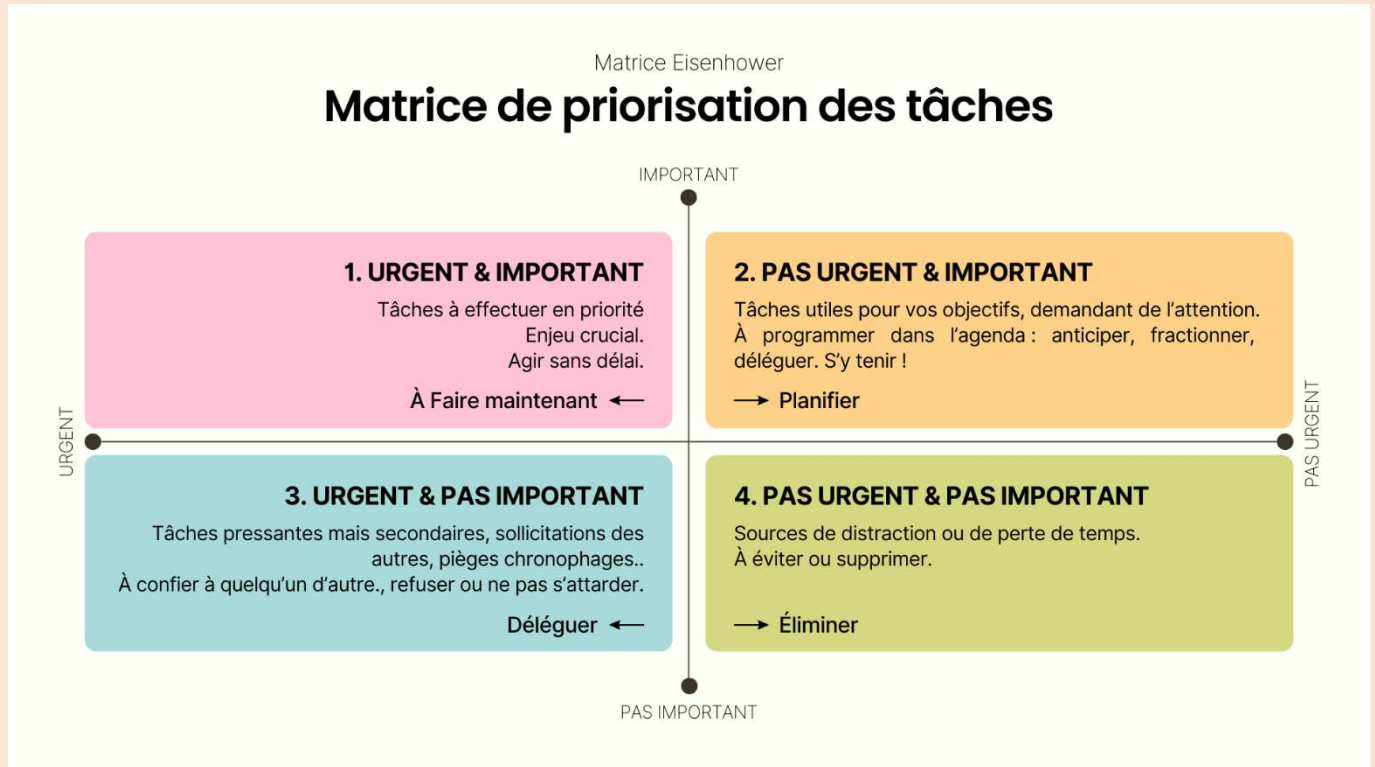 Matrice Eisenhower
Matrice de priorisation des tâches
IMPORTANT
1. URGENT & IMPORTANT
Tâches à effectuer en priorité
Enjeu crucial.
Agir sans délai.
À Faire maintenant ←
2. PAS URGENT & IMPORTANT
Tâches utiles pour vos objectifs, demandant de l’attention.
À programmer dans l’agenda : anticiper, fractionner,
déléguer. S’y tenir !
→ Planifier
URGENT
PAS URGENT
3. URGENT & PAS IMPORTANT
Tâches pressantes mais secondaires, sollicitations des
autres, pièges chronophages..
À confier à quelqu’un d’autre., refuser ou ne pas s’attarder.
Déléguer ←
4. PAS URGENT & PAS IMPORTANT
Sources de distraction ou de perte de temps.
À éviter ou supprimer.
→ Éliminer
PAS IMPORTANT